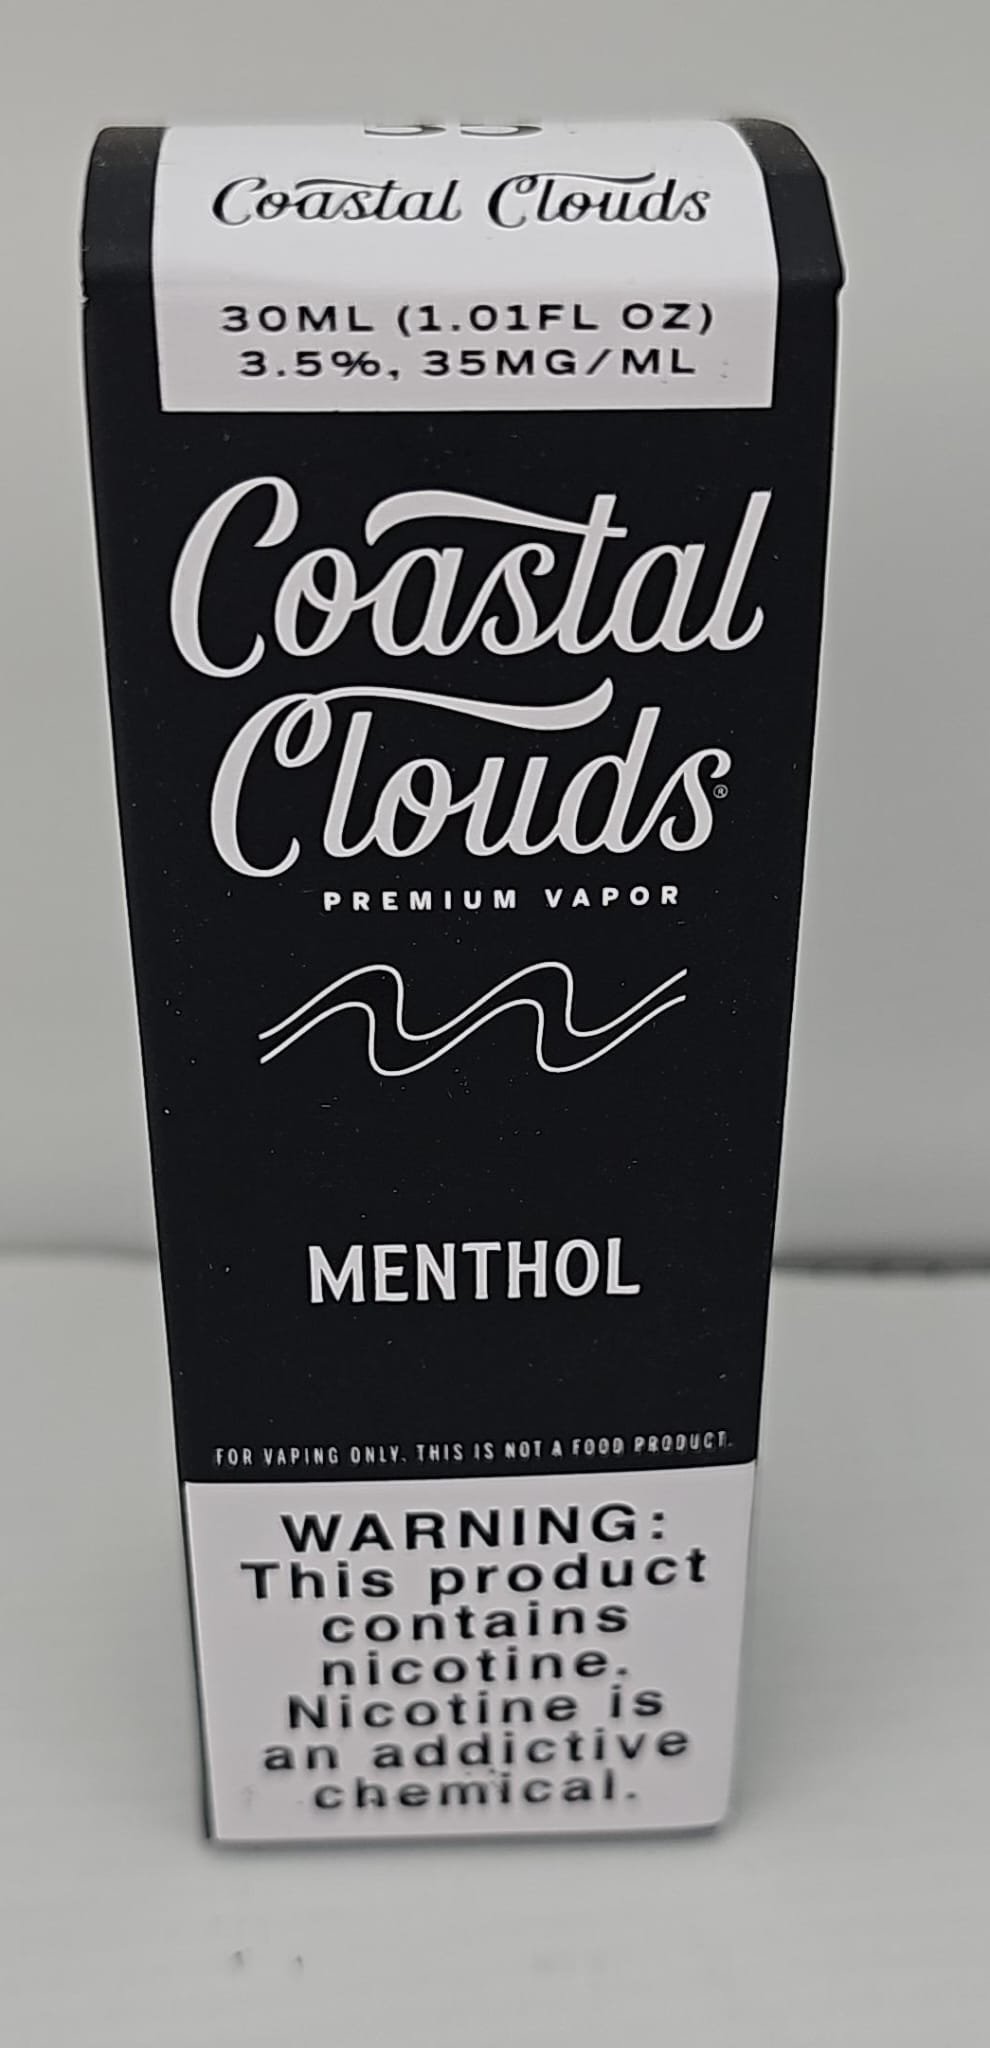 Coastal Clouds
30ML (1.01FL OZ)
3.5%, 35MG/ML
Coastal
Clouds®
PREMIUM VAPOR
MENTHOL
FOR VAPING ONLY. THIS IS NOT A FOOD PRODUCT.
WARNING:
This product
contains
nicotine.
Nicotine is
an addictive
chemical.